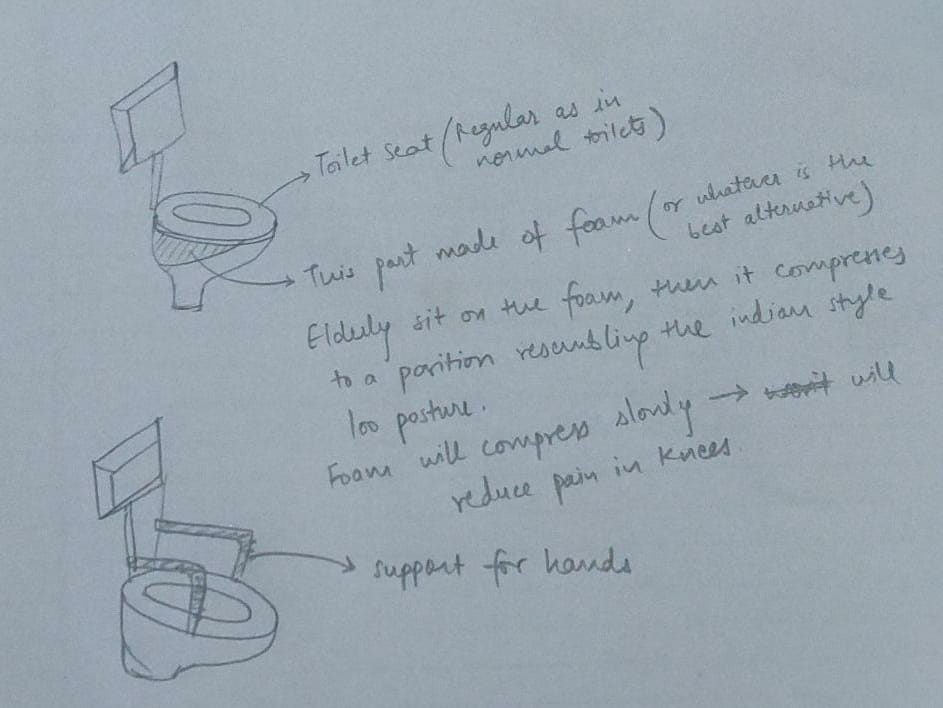 Toilet seat (Regular as in
normal toilets)
This part made of foam (or whatever is the
best alternative)
Elderly sit on the foam, then it compresses
to a position resembling the indian style
loo posture.
Foam will compress slowly → will
reduce pain in knees.
support for hands